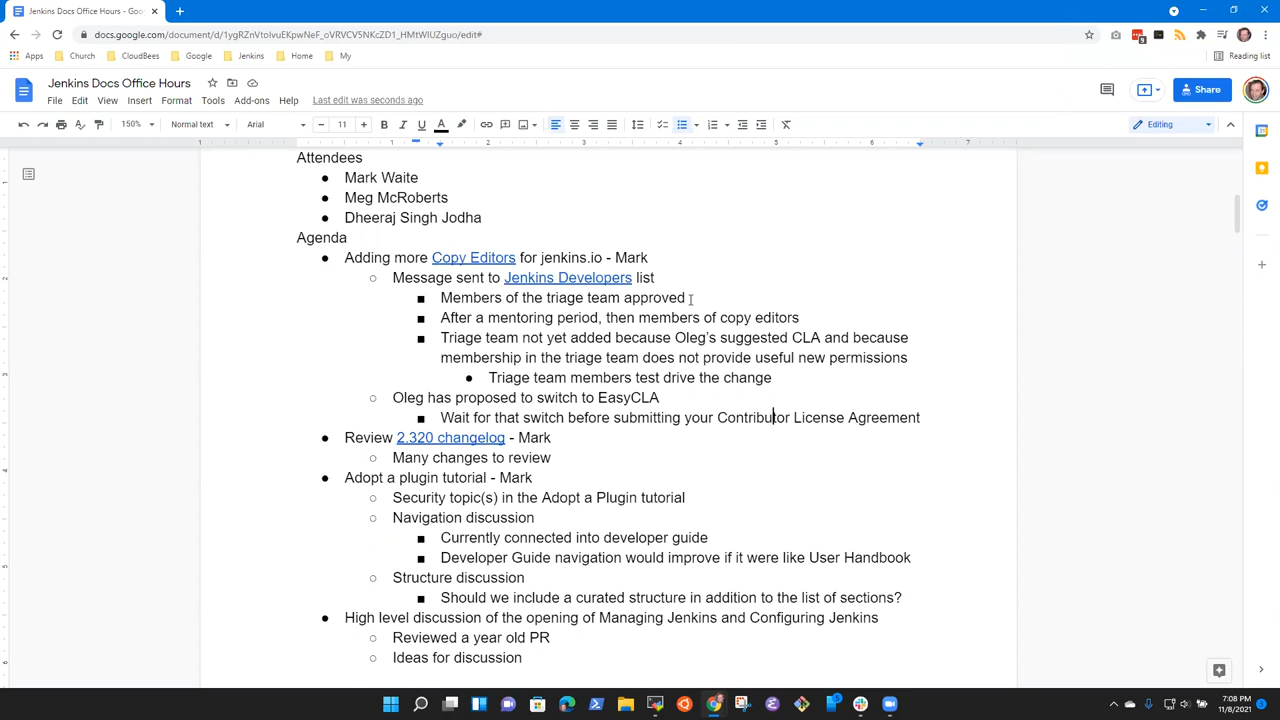 Jenkins Docs Office Hours - Goo
docs.google.com/document/d/1ygRZnVtoIvuEKpwNeF_oVRVCV5NKcZD1_HMtWIUZguo/edit#
Apps Church CloudBees Google Jenkins Home My Reading list
Jenkins Docs Office Hours
File Edit View Insert Format Tools Add-ons Help Last edit was seconds ago
Share
150% Normal text Arial 11 Editing
Attendees
Mark Waite
Meg McRoberts
Dheeraj Singh Jodha
Agenda
Adding more Copy Editors for jenkins.io - Mark
Message sent to Jenkins Developers list
Members of the triage team approved
After a mentoring period, then members of copy editors
Triage team not yet added because Oleg's suggested CLA and because
membership in the triage team does not provide useful new permissions
Triage team members test drive the change
Oleg has proposed to switch to EasyCLA
Wait for that switch before submitting your Contributor License Agreement
Review 2.320 changelog - Mark
Many changes to review
Adopt a plugin tutorial - Mark
Security topic(s) in the Adopt a Plugin tutorial
Navigation discussion
Currently connected into developer guide
Developer Guide navigation would improve if it were like User Handbook
Structure discussion
Should we include a curated structure in addition to the list of sections?
High level discussion of the opening of Managing Jenkins and Configuring Jenkins
Reviewed a year old PR
Ideas for discussion
7:08 PM
11/8/2021